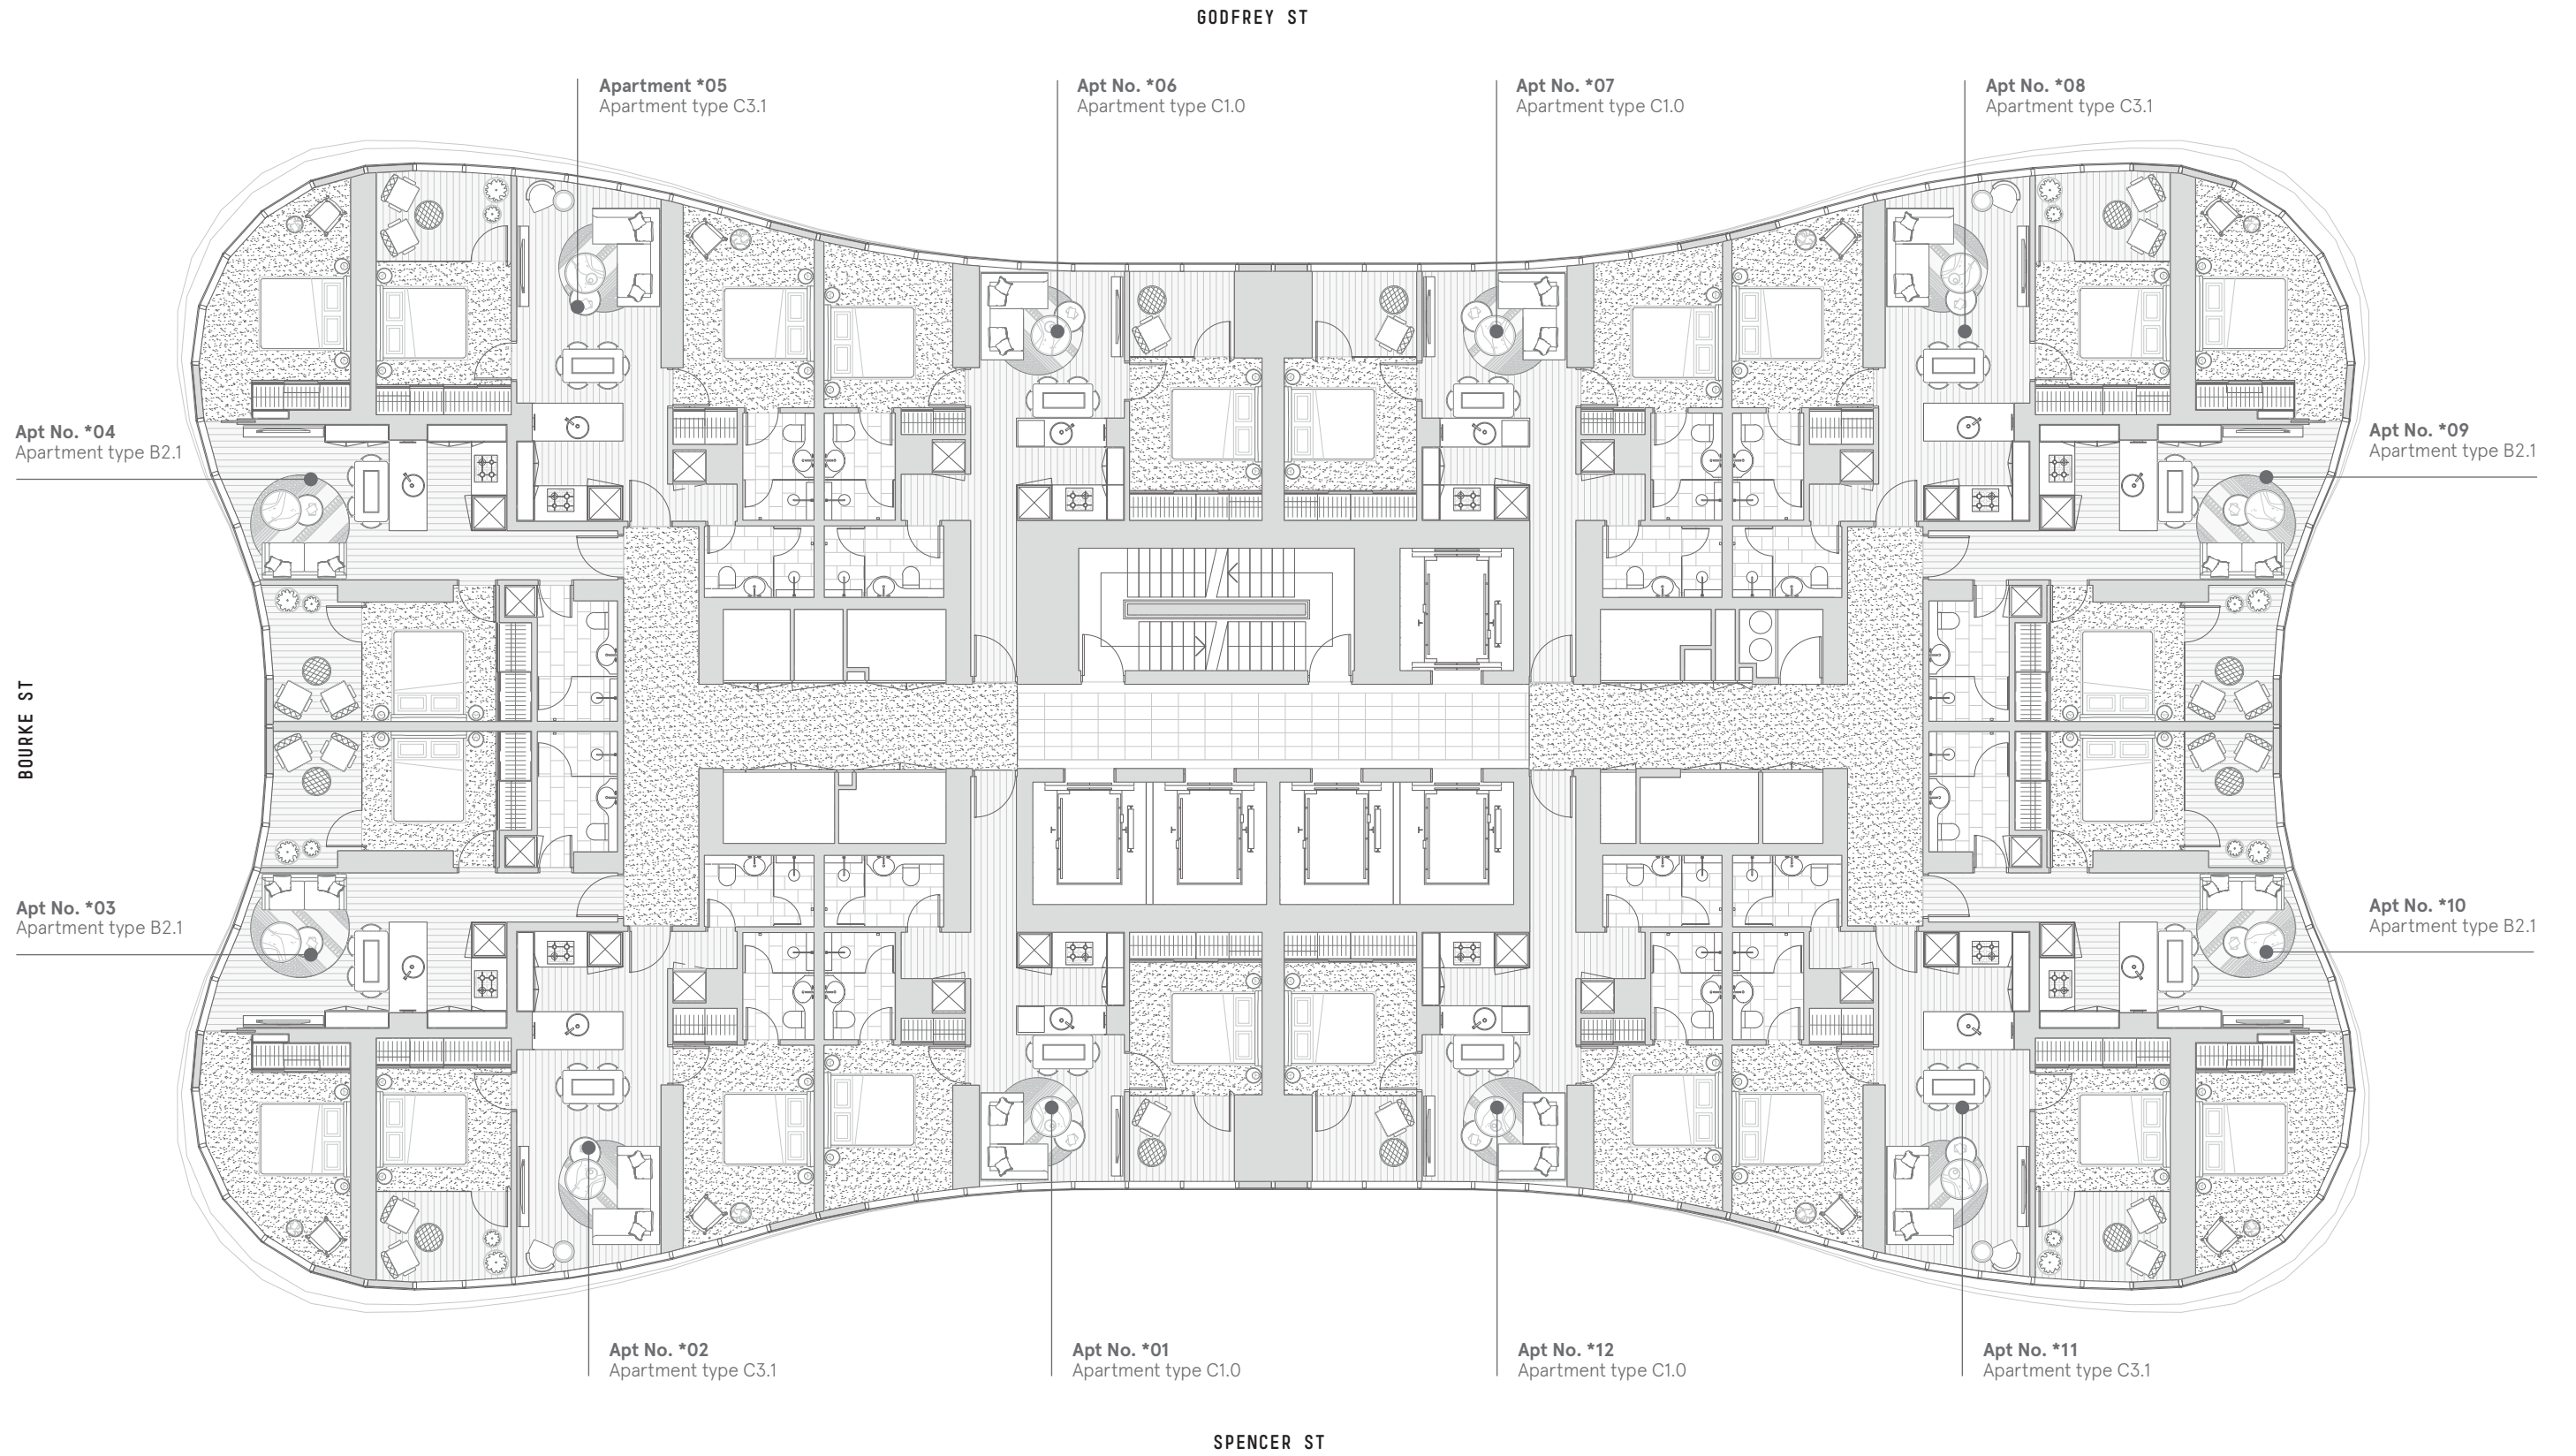 GODFREY ST
Apartment *05
Apartment type C3.1
Apt No. *06
Apartment type C1.0
Apt No. *07
Apartment type C1.0
Apt No. *08
Apartment type C3.1
Apt No. *04
Apartment type B2.1
Apt No. *09
Apartment type B2.1
BOURKE ST
Apt No. *03
Apartment type B2.1
Apt No. *10
Apartment type B2.1
Apt No. *02
Apartment type C3.1
Apt No. *01
Apartment type C1.0
Apt No. *12
Apartment type C1.0
Apt No. *11
Apartment type C3.1
SPENCER ST